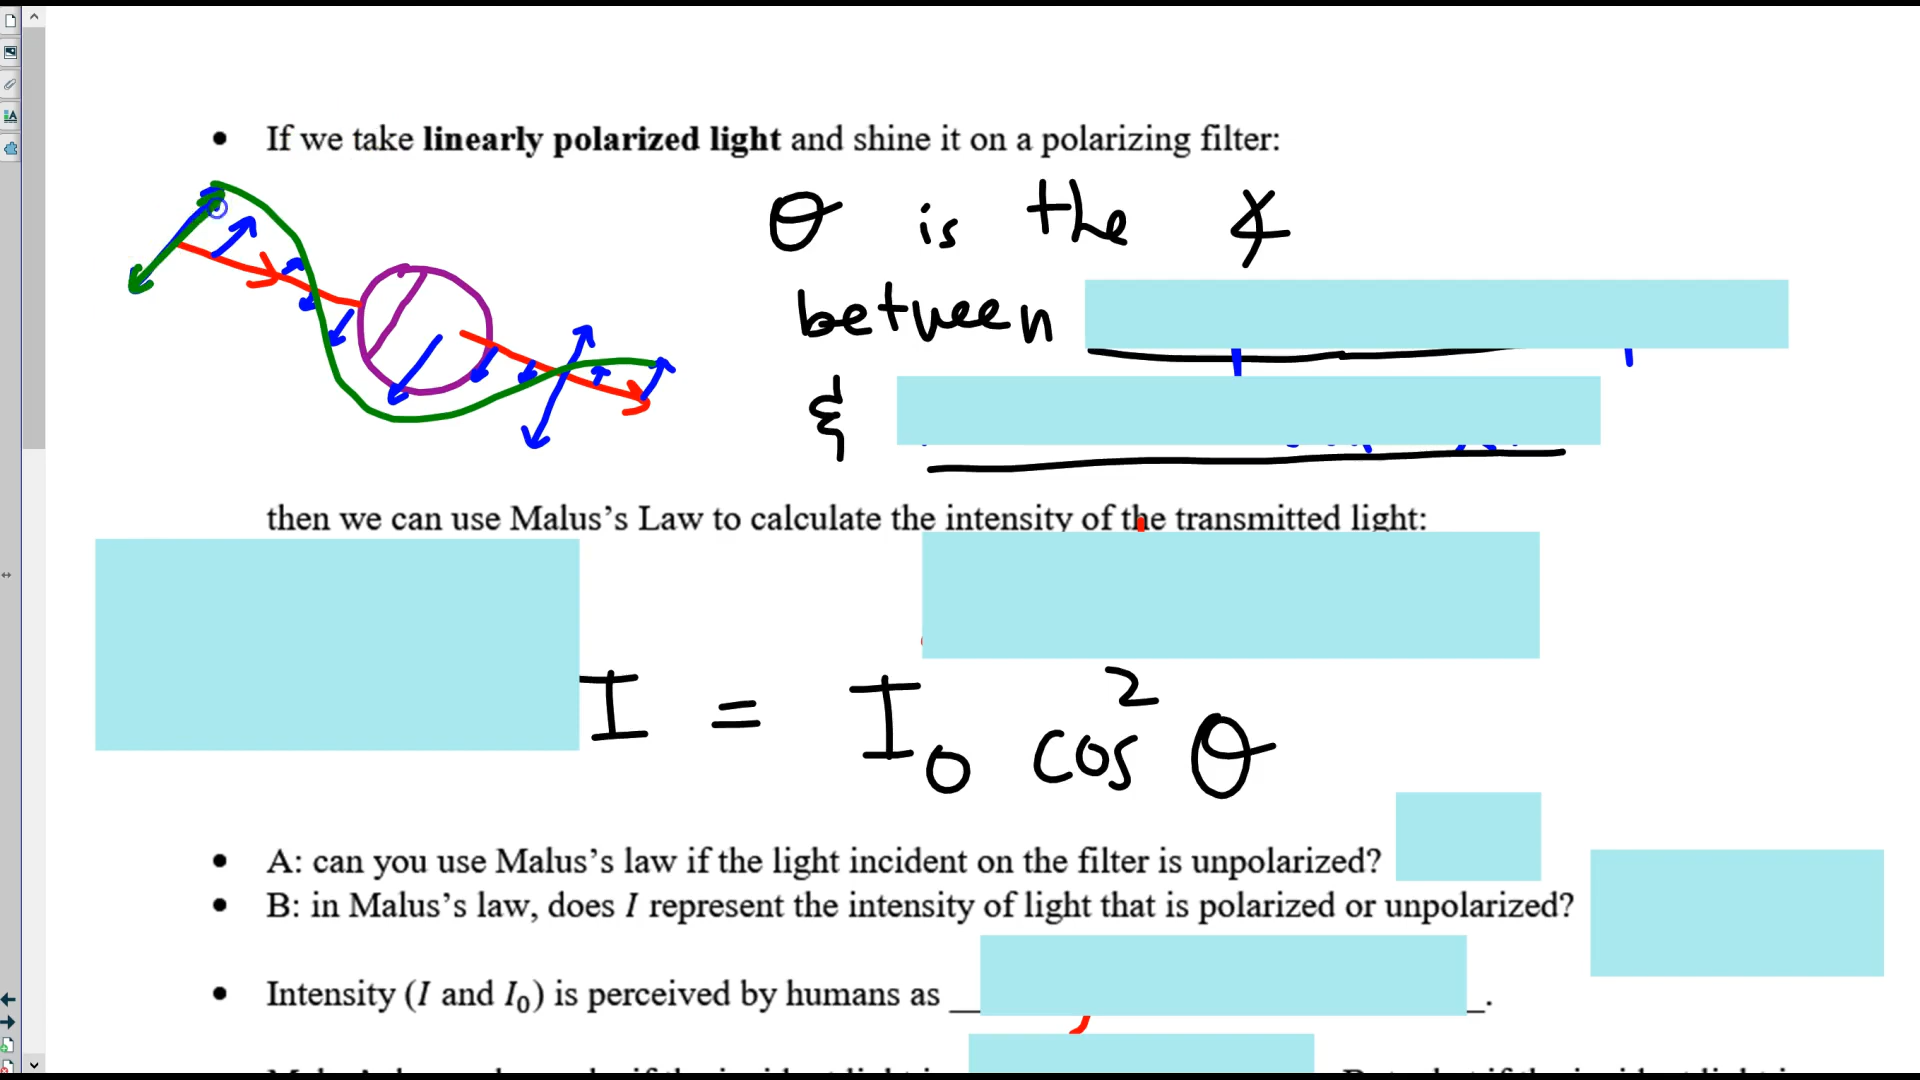 • If we take linearly polarized light and shine it on a polarizing filter:
θ is the ∡
between
&
then we can use Malus’s Law to calculate the intensity of the transmitted light:
I = I₀ cos² θ
• A: can you use Malus’s law if the light incident on the filter is unpolarized?
• B: in Malus’s law, does I represent the intensity of light that is polarized or unpolarized?
• Intensity (I and I₀) is perceived by humans as __ _.